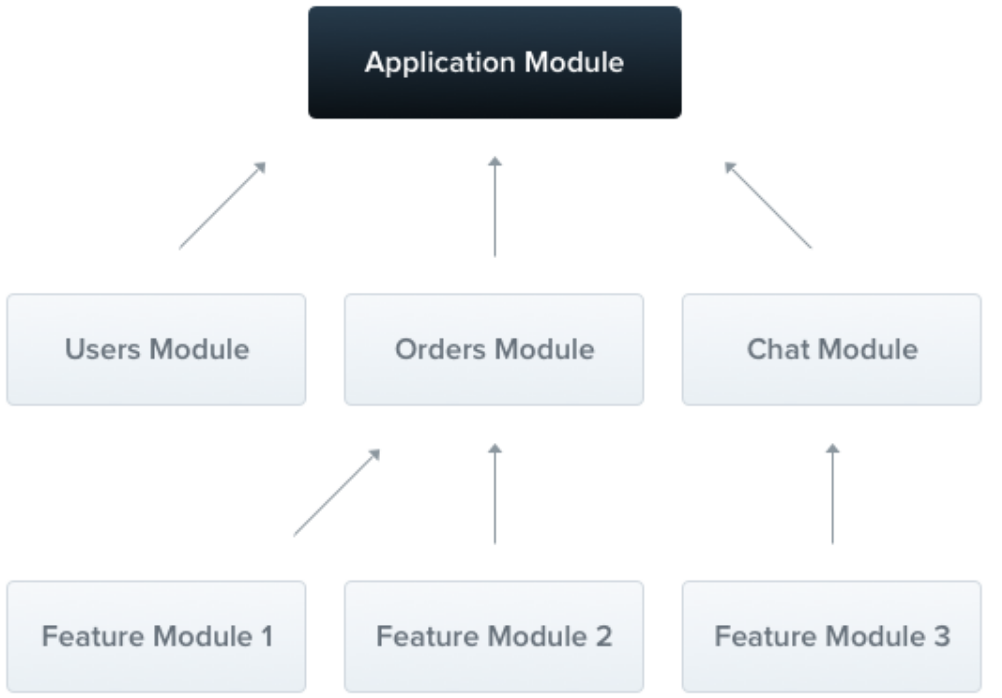 Application Module
Users Module
Orders Module
Chat Module
Feature Module 1
Feature Module 2
Feature Module 3